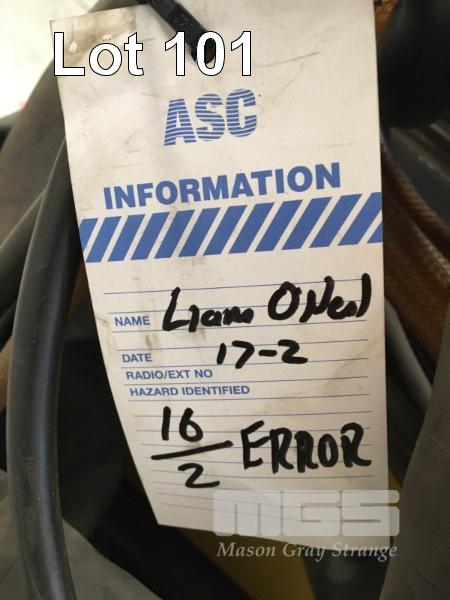 Lot 101
ASC
INFORMATION
NAME Liam O'Neal
DATE 17-2
RADIO/EXT NO
HAZARD IDENTIFIED
16/2 ERROR
MGS
Mason Gray Strange